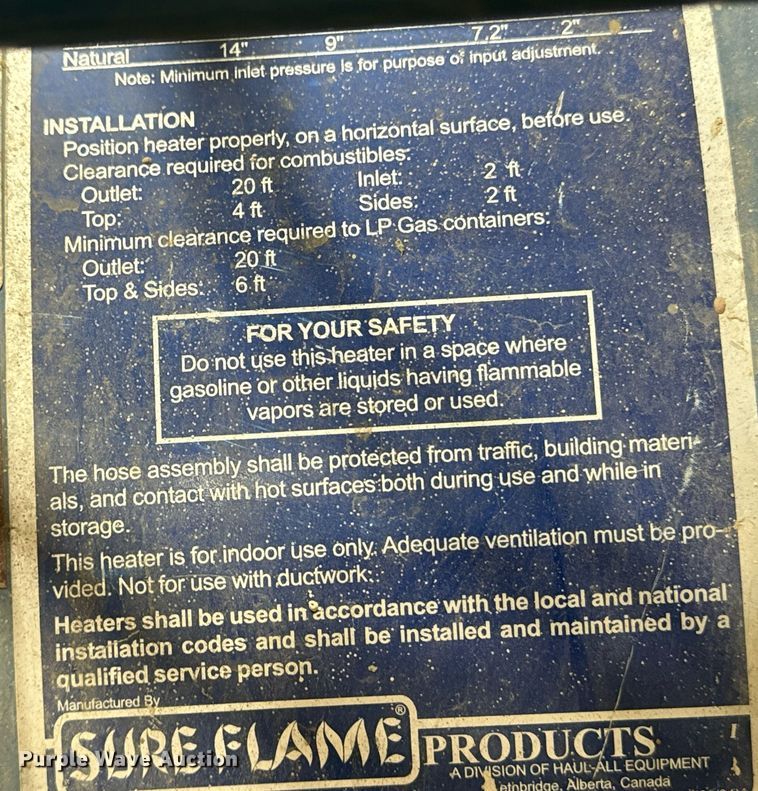 Natural 14" 9" 7.2" 2"
Note: Minimum inlet pressure is for purpose of input adjustment.
INSTALLATION
Position heater properly, on a horizontal surface, before use.
Clearance required for combustibles:
Outlet: 20 ft Inlet: 2 ft
Top: 4 ft Sides: 2 ft
Minimum clearance required to LP Gas containers:
Outlet: 20 ft
Top & Sides: 6 ft
FOR YOUR SAFETY
Do not use this heater in a space where
gasoline or other liquids having flammable
vapors are stored or used.
The hose assembly shall be protected from traffic, building materi-
als, and contact with hot surfaces both during use and while in
storage.
This heater is for indoor use only. Adequate ventilation must be pro-
vided. Not for use with ductwork.
Heaters shall be used in accordance with the local and national
installation codes and shall be installed and maintained by a
qualified service person.
Manufactured By
SURE FLAME® PRODUCTS
A DIVISION OF HAUL-ALL EQUIPMENT
ethbridge, Alberta, Canada
Purple Wave Auction